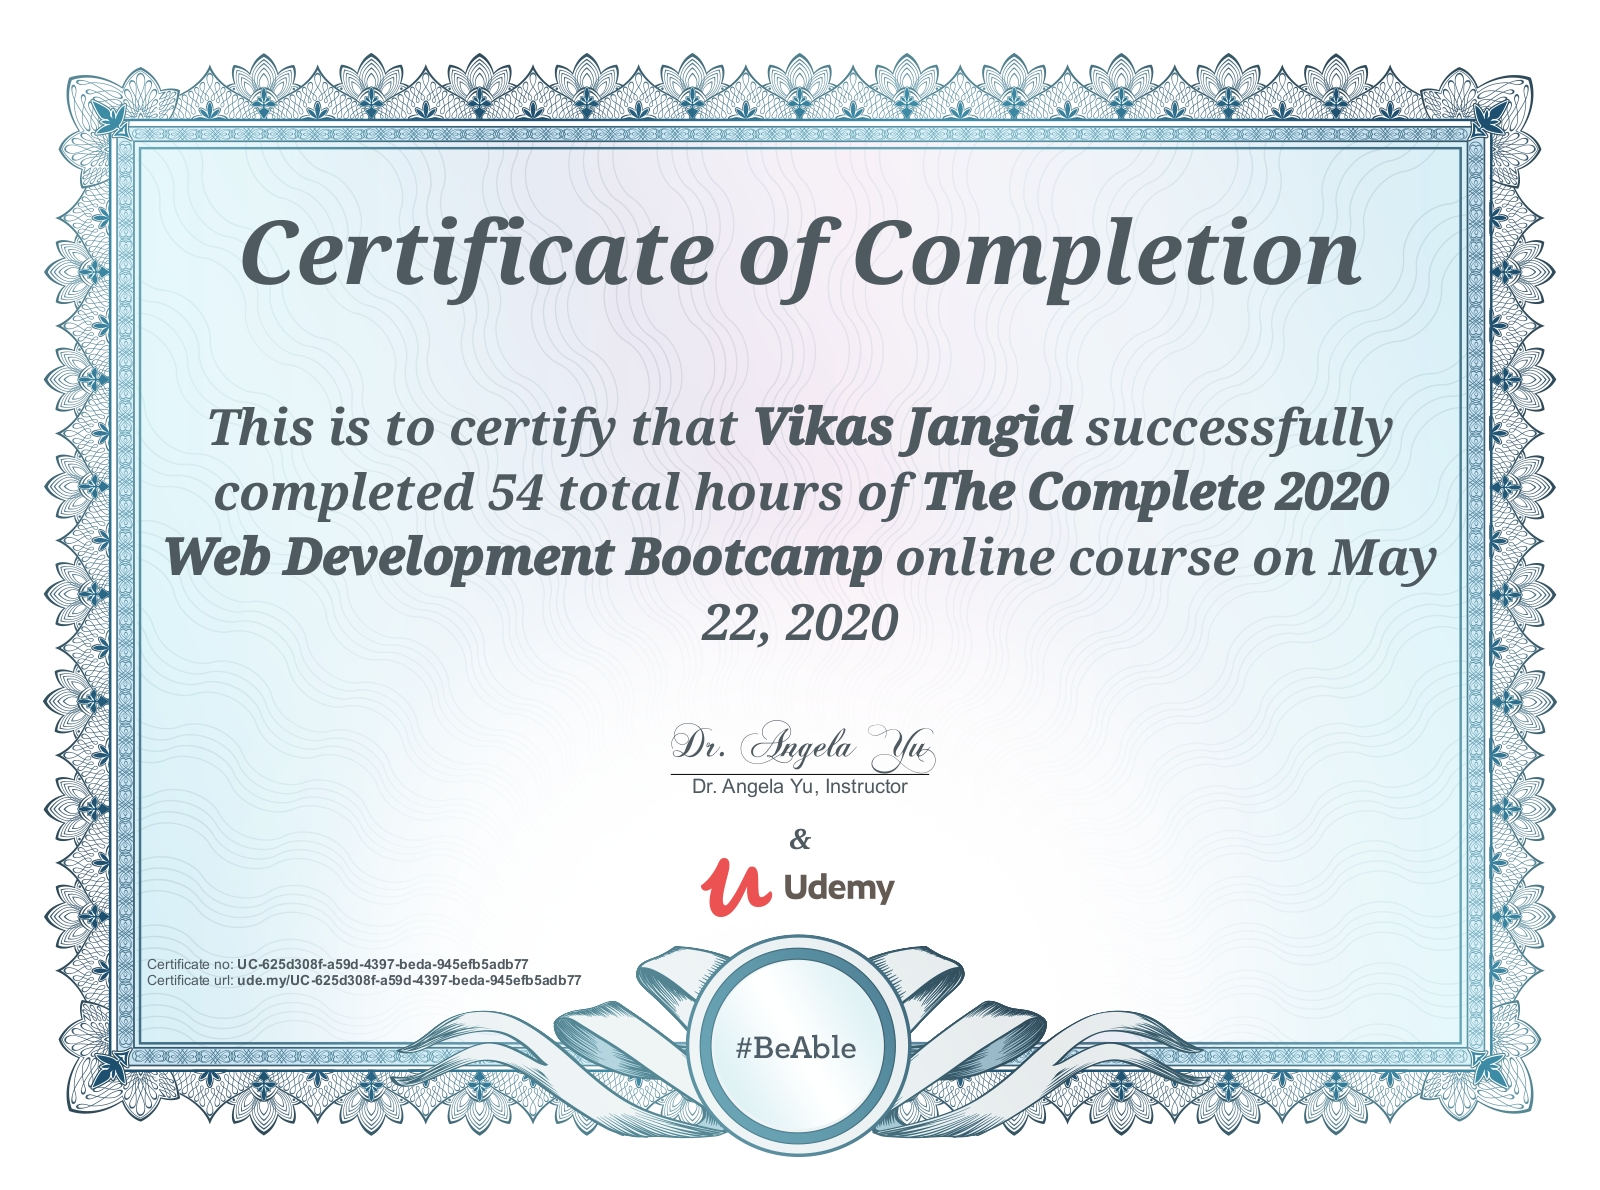 Certificate of Completion
This is to certify that Vikas Jangid successfully
completed 54 total hours of The Complete 2020
Web Development Bootcamp online course on May
22, 2020
Dr. Angela Yu
Dr. Angela Yu, Instructor
&
Udemy
Certificate no: UC-625d308f-a59d-4397-beda-945efb5adb77
Certificate url: ude.my/UC-625d308f-a59d-4397-beda-945efb5adb77
#BeAble